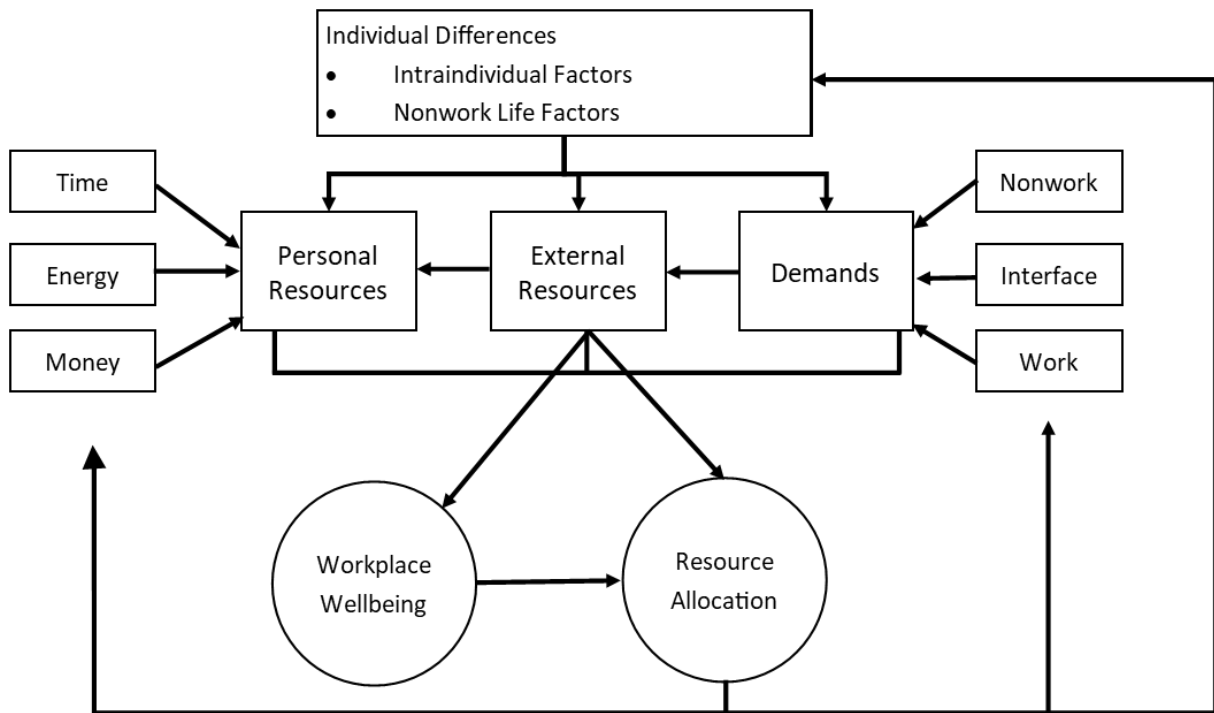 Individual Differences
• Intraindividual Factors
• Nonwork Life Factors
Time
Energy
Money
Personal
Resources
External
Resources
Demands
Nonwork
Interface
Work
Workplace
Wellbeing
Resource
Allocation